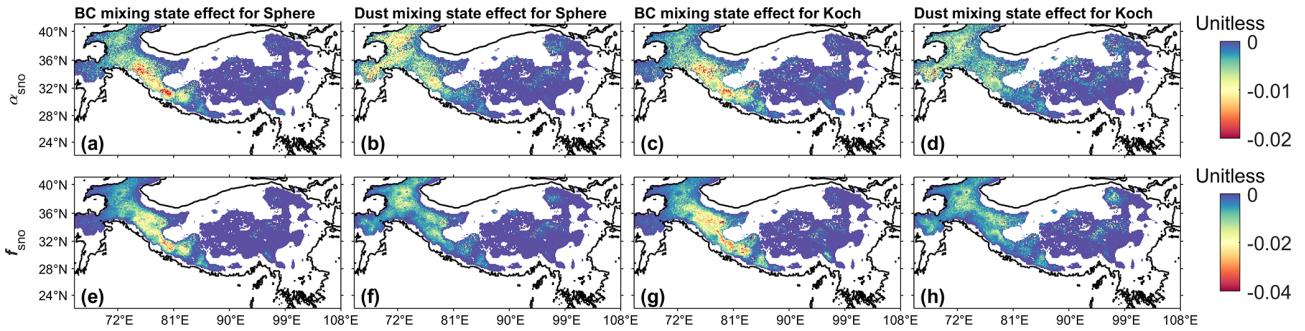 BC mixing state effect for Sphere
Dust mixing state effect for Sphere
BC mixing state effect for Koch
Dust mixing state effect for Koch
Unitless
40°N
36°N
32°N
28°N
24°N
α sno
(a)
(b)
(c)
(d)
0
-0.01
-0.02
Unitless
40°N
36°N
32°N
28°N
24°N
f sno
(e)
(f)
(g)
(h)
0
-0.02
-0.04
72°E 81°E 90°E 99°E 108°E 72°E 81°E 90°E 99°E 108°E 72°E 81°E 90°E 99°E 108°E 72°E 81°E 90°E 99°E 108°E